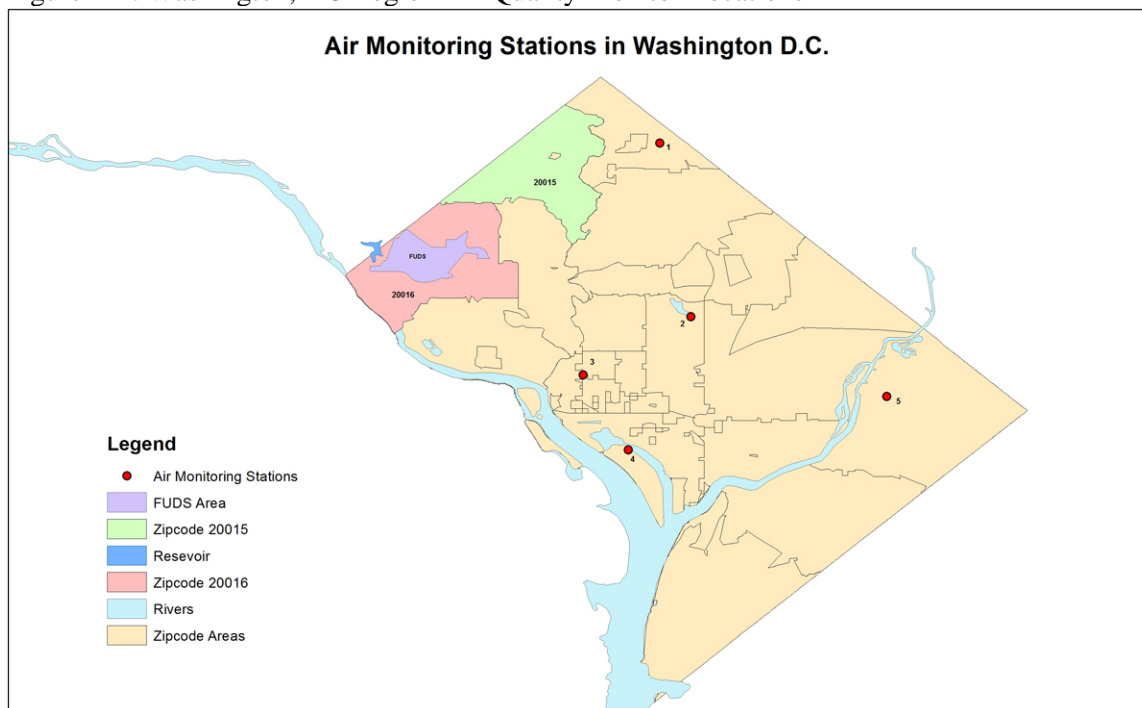 Air Monitoring Stations in Washington D.C.
1
20015
FUDS
20016
2
3
5
4
Legend
Air Monitoring Stations
FUDS Area
Zipcode 20015
Resevoir
Zipcode 20016
Rivers
Zipcode Areas